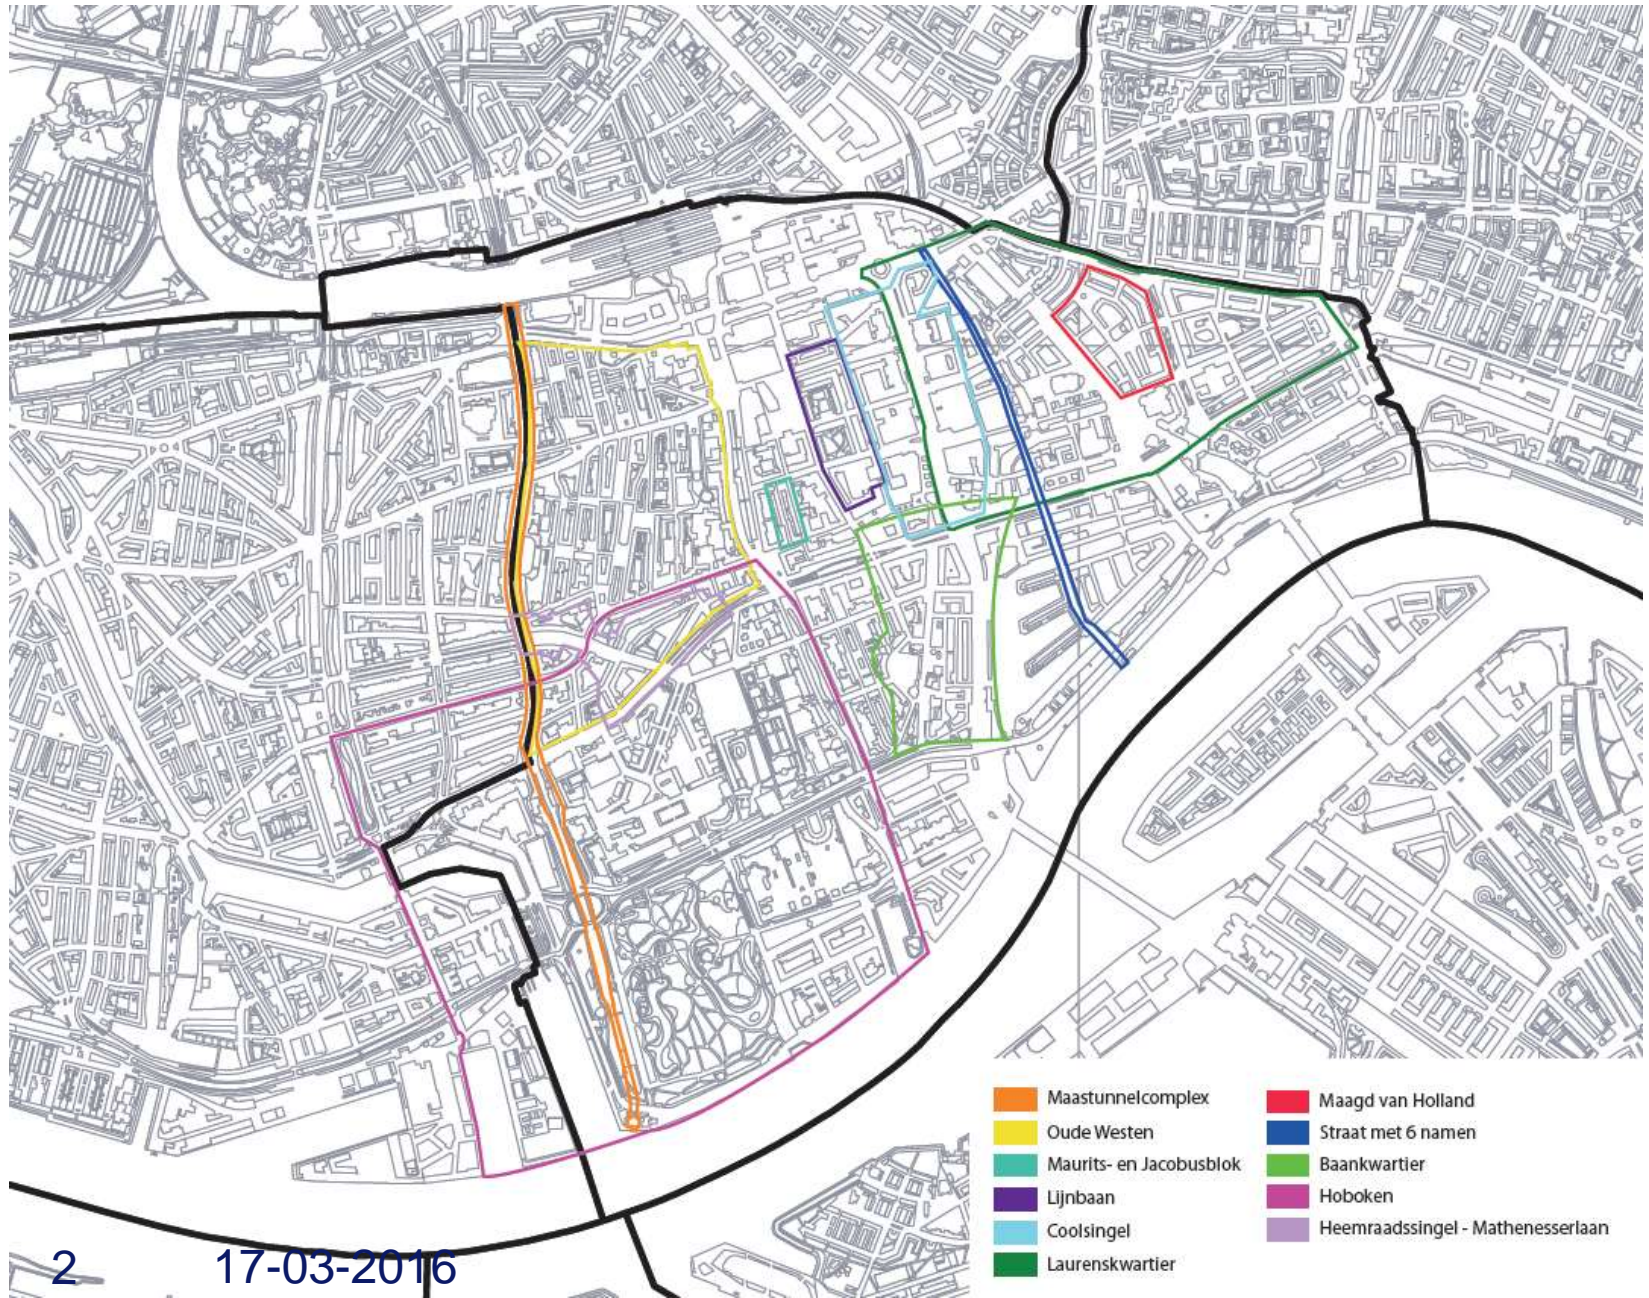 Maastunnelcomplex
Oude Westen
Maurits- en Jacobusblok
Lijnbaan
Coolsingel
Laurenskwartier
Maagd van Holland
Straat met 6 namen
Baankwartier
Hoboken
Heemraadssingel - Mathenesserlaan
2 17-03-2016